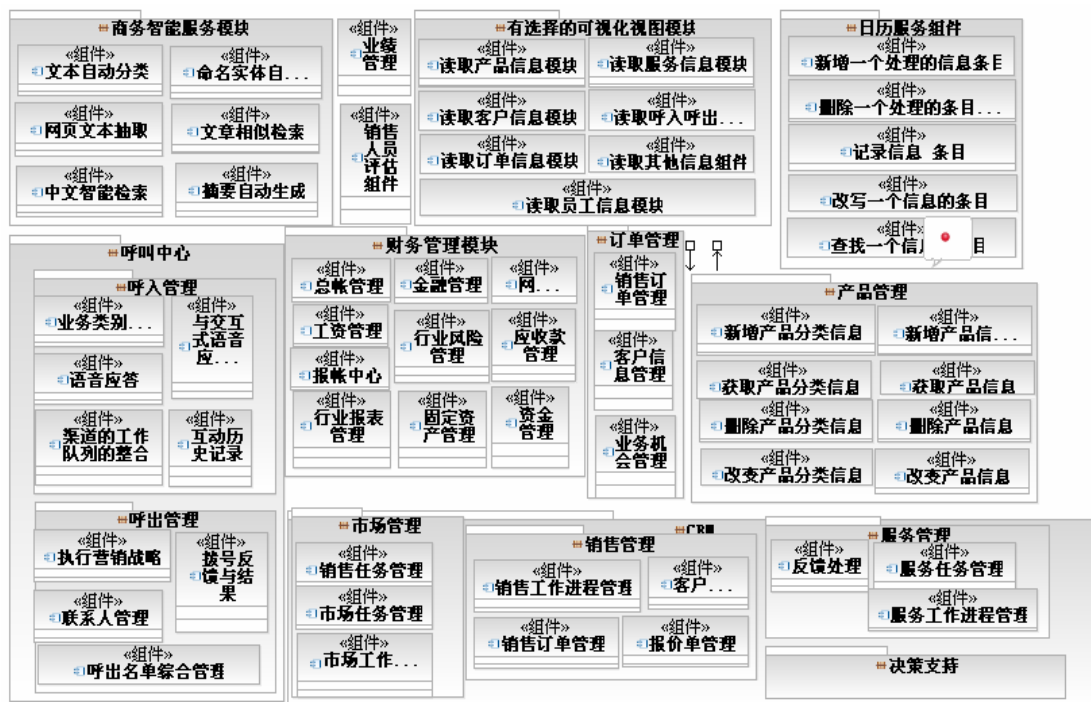 商务智能服务模块
«组件»
文本自动分类
«组件»
命名实体自...
«组件»
网页文本抽取
«组件»
文章相似检索
«组件»
中文智能检索
«组件»
摘要自动生成
«组件»
业绩
管理
«组件»
销售
人员
评估
组件
有选择的可视化视图模块
«组件»
读取产品信息模块
«组件»
读取服务信息模块
«组件»
读取客户信息模块
«组件»
读取呼入呼出...
«组件»
读取订单信息模块
«组件»
读取其他信息组件
«组件»
读取员工信息模块
日历服务组件
«组件»
新增一个处理的信息条目
«组件»
删除一个处理的条目...
«组件»
记录信息 条目
«组件»
改写一个信息的条目
«组件»
查找一个信
目
呼叫中心
呼入管理
«组件»
业务类别...
«组件»
与交互
式语音
应...
«组件»
语音应答
«组件»
渠道的工作
队列的整合
«组件»
互动历
史记录
呼出管理
«组件»
执行营销战略
«组件»
拨号反
馈与结
果
«组件»
联系人管理
«组件»
呼出名单综合管理
财务管理模块
«组件»
总帐管理
«组件»
金融管理
«组件»
网...
«组件»
工资管理
«组件»
行业风险
管理
«组件»
应收款
管理
«组件»
报帐中心
«组件»
行业报表
管理
«组件»
固定资
产管理
«组件»
资金
管理
订单管理
«组件»
销售订
单管理
«组件»
客户信
息管理
«组件»
业务机
会管理
产品管理
«组件»
新增产品分类信息
«组件»
新增产品信...
«组件»
获取产品分类信息
«组件»
获取产品信息
«组件»
删除产品分类信息
«组件»
删除产品信息
«组件»
改变产品分类信息
«组件»
改变产品信息
CRM
市场管理
«组件»
销售任务管理
«组件»
市场任务管理
«组件»
市场工作...
销售管理
«组件»
销售工作进程管理
«组件»
客户...
«组件»
销售订单管理
«组件»
报价单管理
服务管理
«组件»
反馈处理
«组件»
服务任务管理
«组件»
服务工作进程管理
决策支持